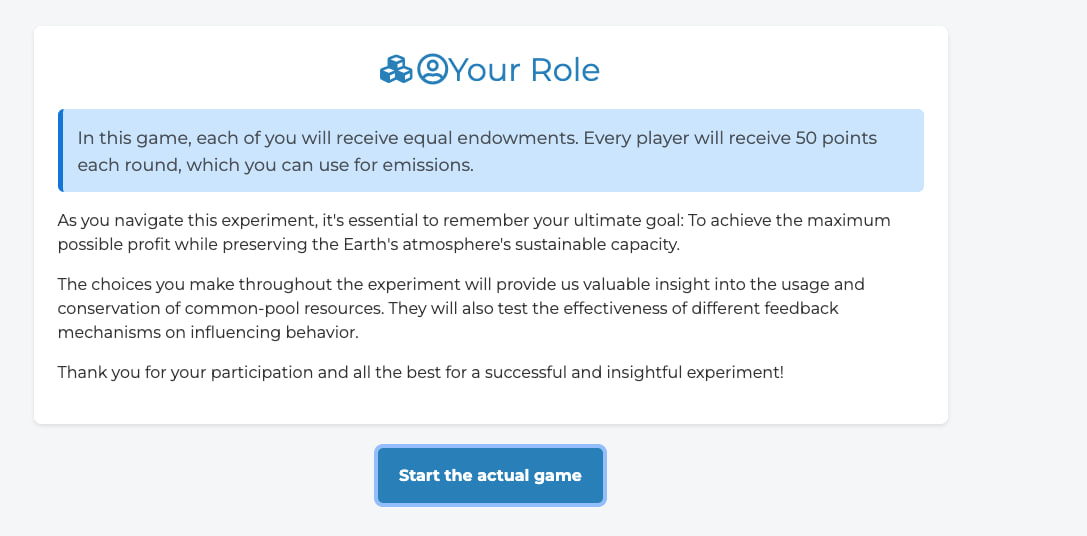 Your Role
In this game, each of you will receive equal endowments. Every player will receive 50 points
each round, which you can use for emissions.
As you navigate this experiment, it's essential to remember your ultimate goal: To achieve the maximum
possible profit while preserving the Earth's atmosphere's sustainable capacity.
The choices you make throughout the experiment will provide us valuable insight into the usage and
conservation of common-pool resources. They will also test the effectiveness of different feedback
mechanisms on influencing behavior.
Thank you for your participation and all the best for a successful and insightful experiment!
Start the actual game